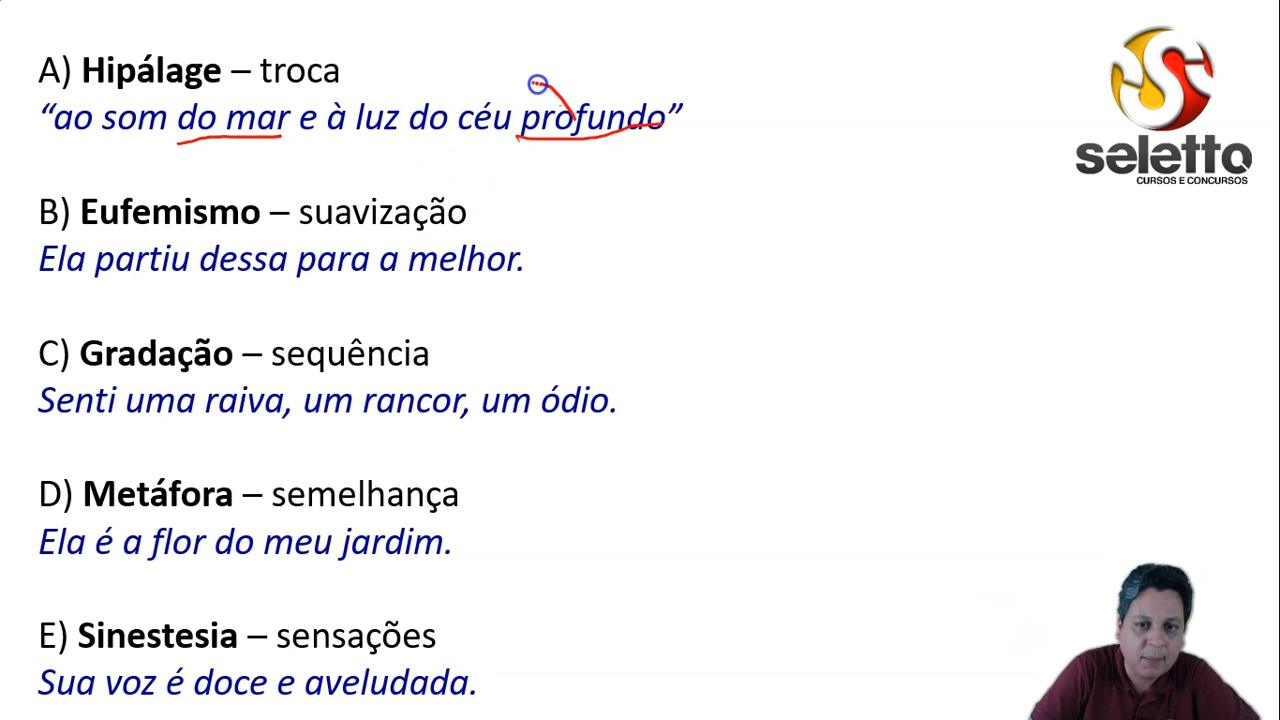 A) Hipálage – troca
“ao som do mar e à luz do céu profundo”
B) Eufemismo – suavização
Ela partiu dessa para a melhor.
C) Gradação – sequência
Senti uma raiva, um rancor, um ódio.
D) Metáfora – semelhança
Ela é a flor do meu jardim.
E) Sinestesia – sensações
Sua voz é doce e aveludada.
seletto
CURSOS E CONCURSOS